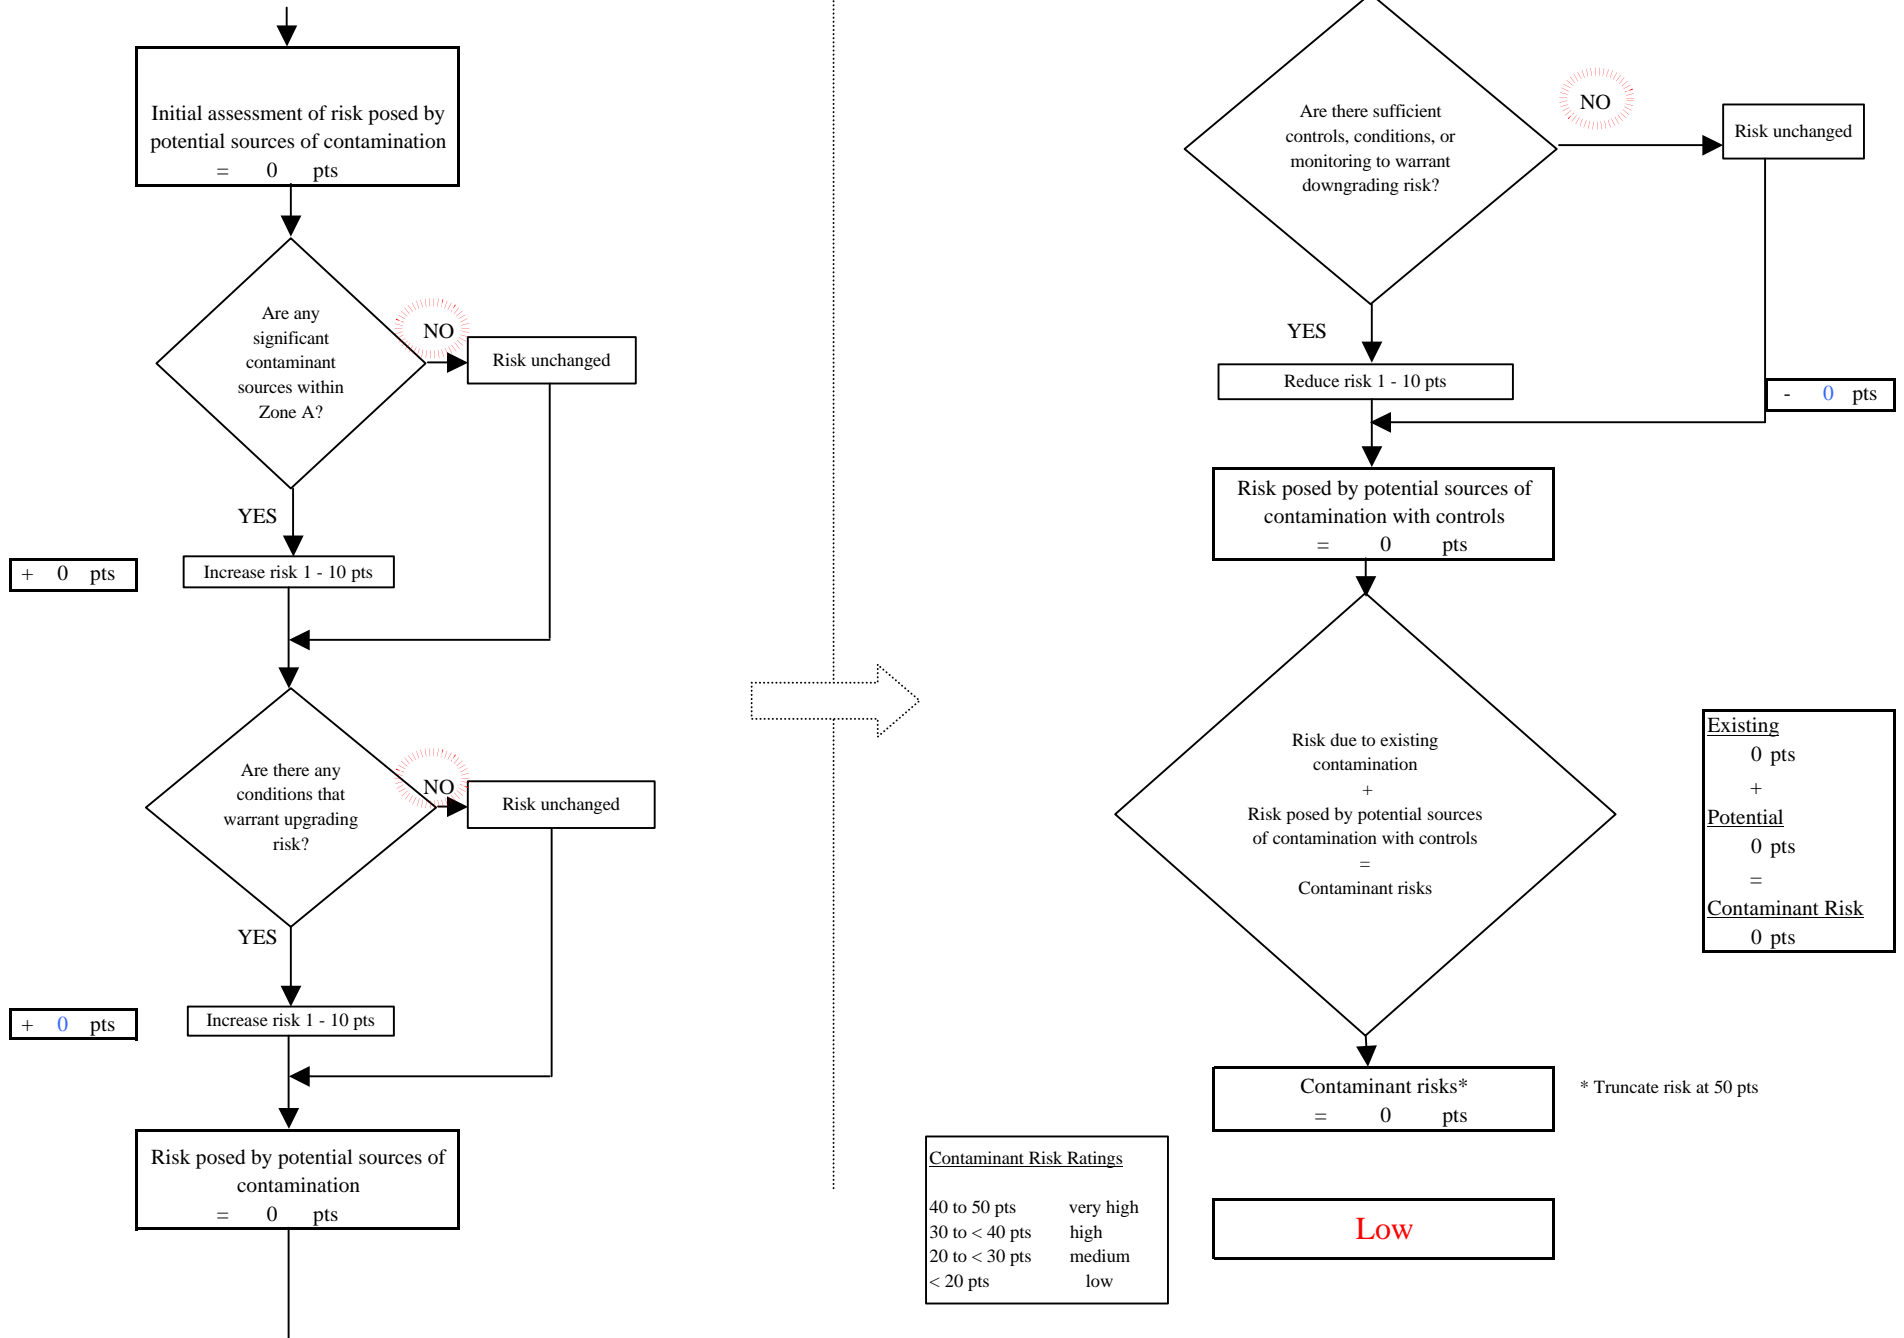 Initial assessment of risk posed by
potential sources of contamination
= 0 pts
Are any
significant
contaminant
sources within
Zone A?
NO
Risk unchanged
YES
+ 0 pts
Increase risk 1 - 10 pts
Are there any
conditions that
warrant upgrading
risk?
NO
Risk unchanged
YES
+ 0 pts
Increase risk 1 - 10 pts
Risk posed by potential sources of
contamination
= 0 pts
Are there sufficient
controls, conditions, or
monitoring to warrant
downgrading risk?
NO
Risk unchanged
YES
Reduce risk 1 - 10 pts
- 0 pts
Risk posed by potential sources of
contamination with controls
= 0 pts
Risk due to existing
contamination
+
Risk posed by potential sources
of contamination with controls
=
Contaminant risks
Existing
0 pts
+
Potential
0 pts
=
Contaminant Risk
0 pts
Contaminant risks*
= 0 pts
* Truncate risk at 50 pts
Contaminant Risk Ratings
40 to 50 pts very high
30 to < 40 pts high
20 to < 30 pts medium
< 20 pts low
Low